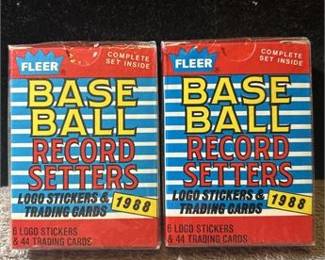 FLEER
COMPLETE
SET INSIDE
BASE
BALL
RECORD
SETTERS
LOGO STICKERS &
TRADING CARDS
1988
6 LOGO STICKERS
& 44 TRADING CARDS
FLEER
COMPLETE
SET INSIDE
BASE
BALL
RECORD
SETTERS
LOGO STICKERS &
TRADING CARDS
1988
6 LOGO STICKERS
& 44 TRADING CARDS